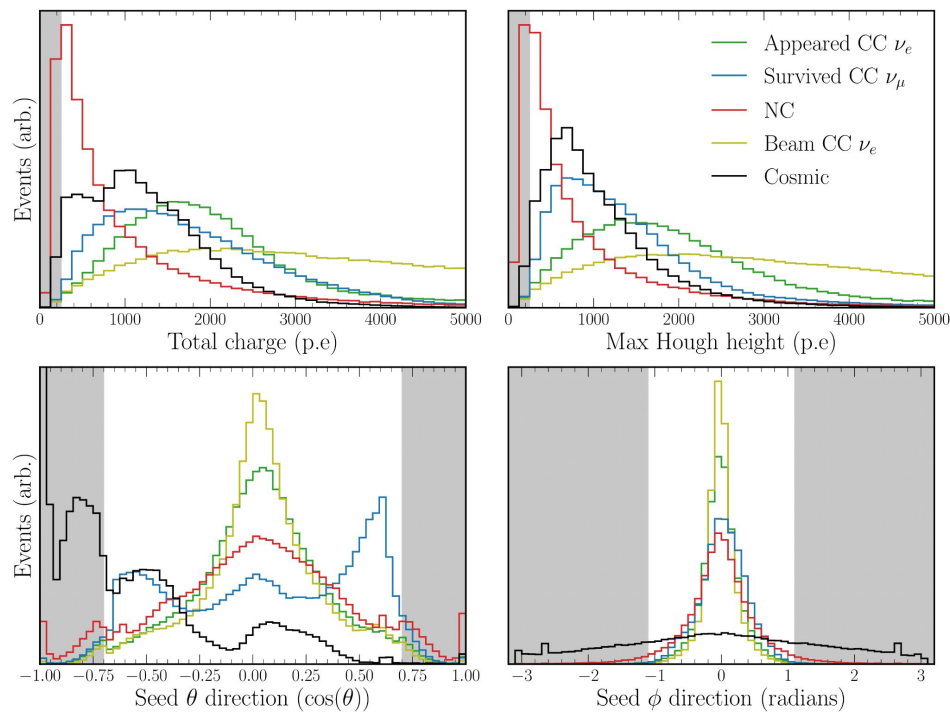 Events (arb.)
0 1000 2000 3000 4000 5000
Total charge (p.e)
Appeared CC νₑ
Survived CC ν_μ
NC
Beam CC νₑ
Cosmic
0 1000 2000 3000 4000 5000
Max Hough height (p.e)
Events (arb.)
−1.00 −0.75 −0.50 −0.25 0.00 0.25 0.50 0.75 1.00
Seed θ direction (cos(θ))
−3 −2 −1 0 1 2 3
Seed ϕ direction (radians)